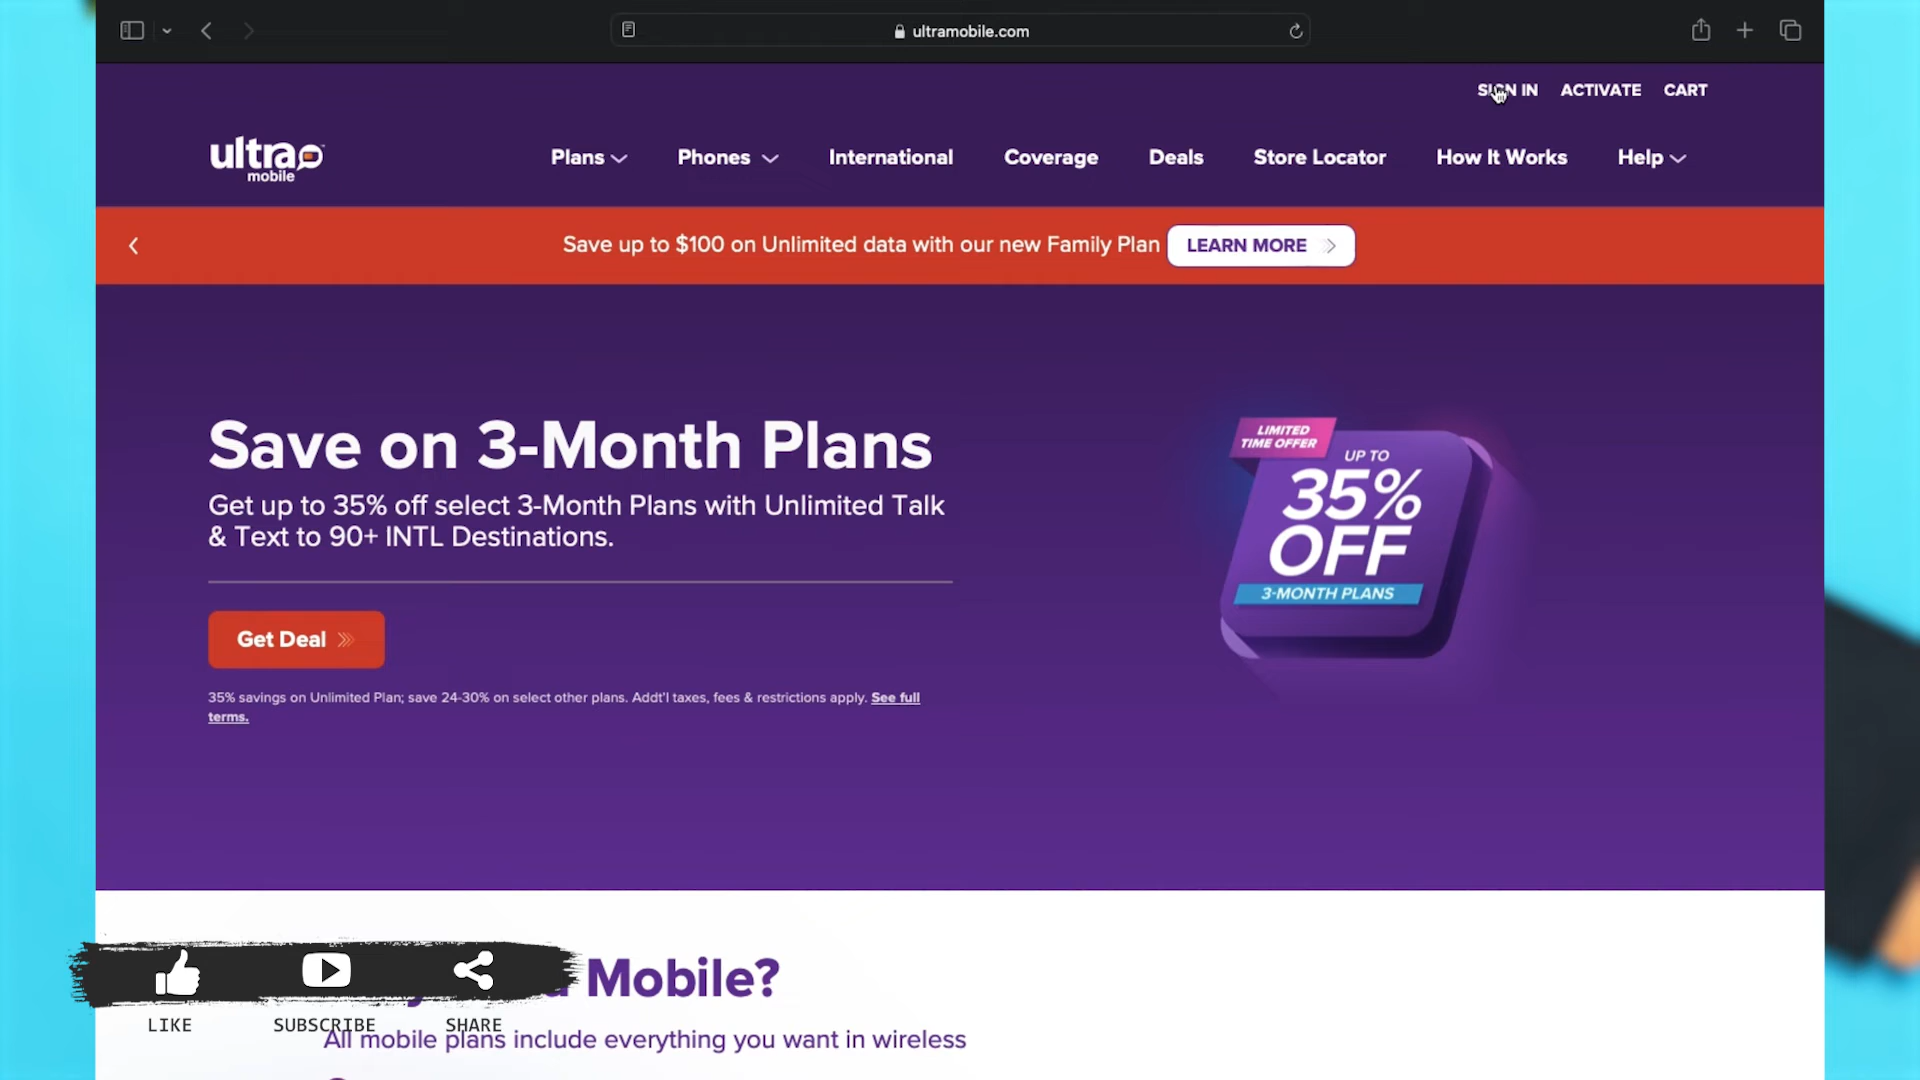 ultramobile.com
SIGN IN ACTIVATE CART
ultra mobile
Plans Phones International Coverage Deals Store Locator How It Works Help
Save up to $100 on Unlimited data with our new Family Plan LEARN MORE
Save on 3-Month Plans
Get up to 35% off select 3-Month Plans with Unlimited Talk
& Text to 90+ INTL Destinations.
Get Deal
35% savings on Unlimited Plan; save 24-30% on select other plans. Addt'l taxes, fees & restrictions apply. See full
terms.
LIMITED
TIME OFFER
UP TO
35%
OFF
3-MONTH PLANS
Mobile?
All mobile plans include everything you want in wireless
LIKE SUBSCRIBE SHARE